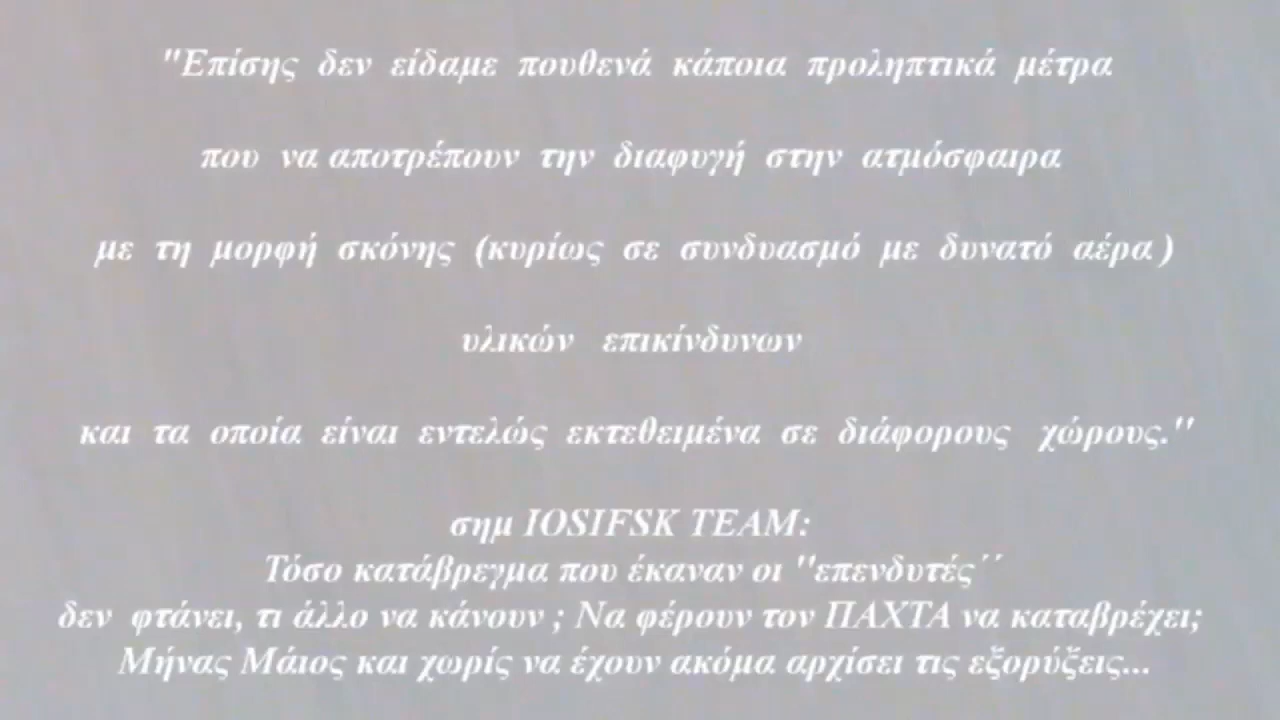 "Επίσης δεν είδαμε πουθενά κάποια προληπτικά μέτρα
που να αποτρέπουν την διαφυγή στην ατμόσφαιρα
με τη μορφή σκόνης (κυρίως σε συνδυασμό με δυνατό αέρα )
υλικών επικίνδυνων
και τα οποία είναι εντελώς εκτεθειμένα σε διάφορους χώρους."
σημ IOSIFSK TEAM:
Τόσο κατάβρεγμα που έκαναν οι ''επενδυτές΄΄
δεν φτάνει, τι άλλο να κάνουν ; Να φέρουν τον ΠΑΧΤΑ να καταβρέχει;
Μήνας Μάιος και χωρίς να έχουν ακόμα αρχίσει τις εξορύξεις...